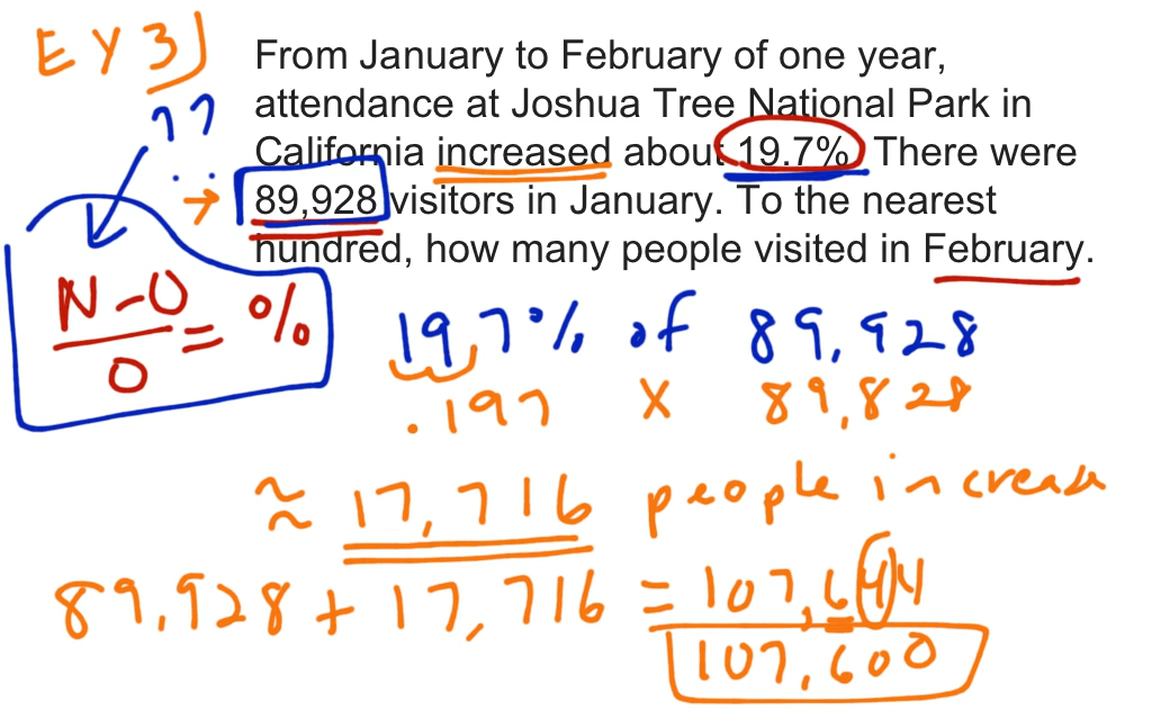 EY3)
From January to February of one year,
attendance at Joshua Tree National Park in
California increased about 19.7% There were
89,928 visitors in January. To the nearest
hundred, how many people visited in February.
??
N-O
= %
O
19,7% of 89,928
.197 x 89,828
≈ 17,716 people increase
89,928 + 17,716 = 107,644
107,600